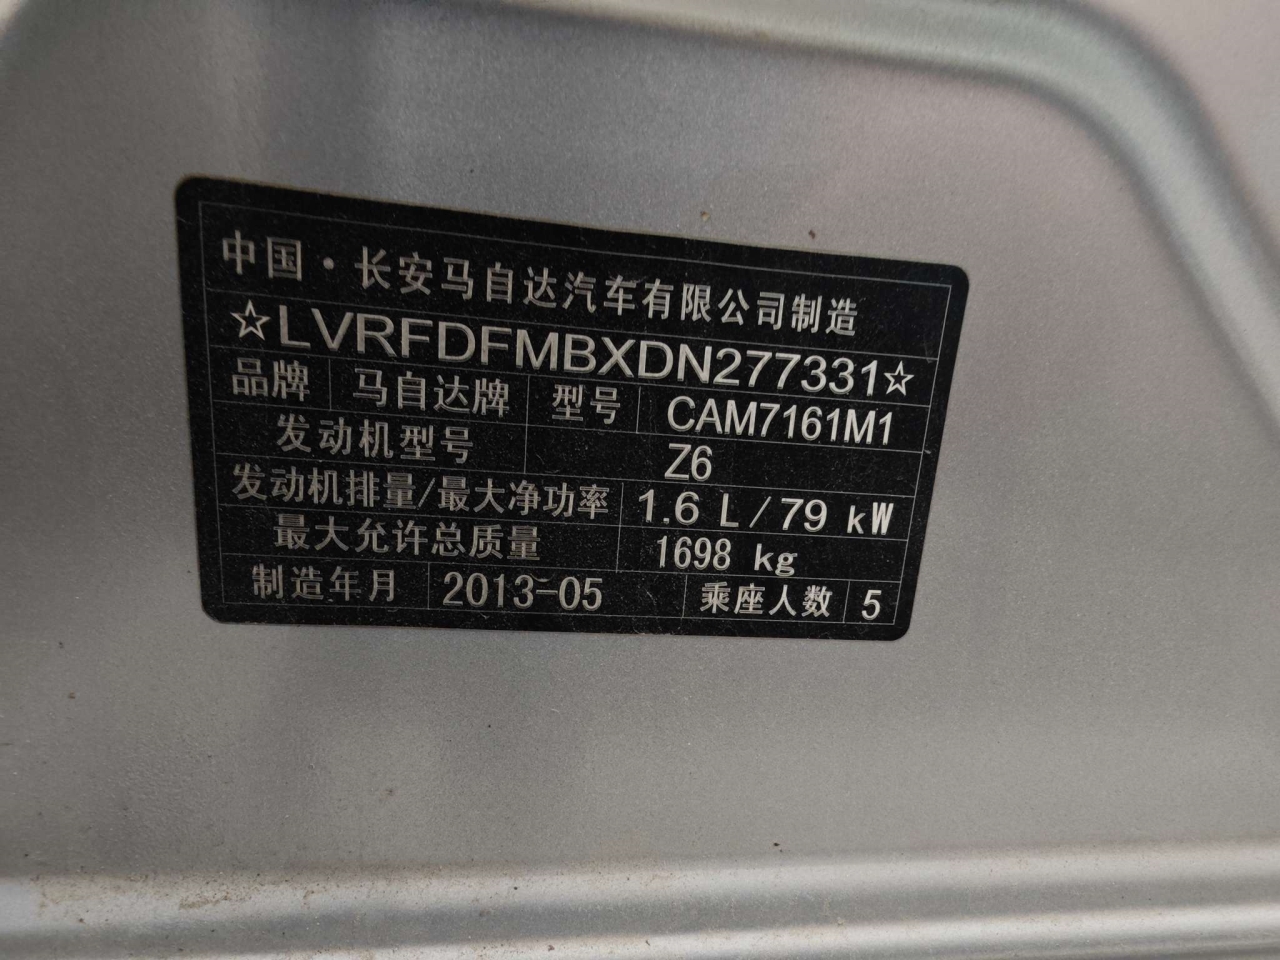 中国·长安马自达汽车有限公司制造
☆LVRFDFMBXDN277331☆
品牌 马自达牌 型号 CAM7161M1
发动机型号 Z6
发动机排量/最大净功率 1.6 L/79 kW
最大允许总质量 1698 kg
制造年月 2013-05 乘座人数 5